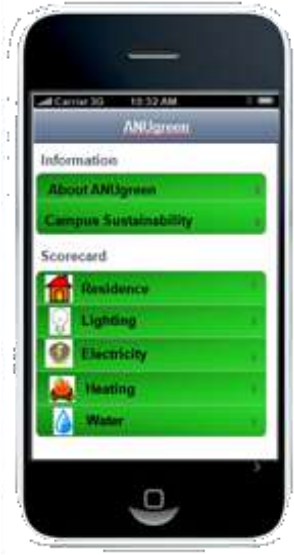 Carrier 3G 10:32 AM
ANUgreen
Information
About ANUgreen
Campus Sustainability
Scorecard
Residence
Lighting
Electricity
Heating
Water